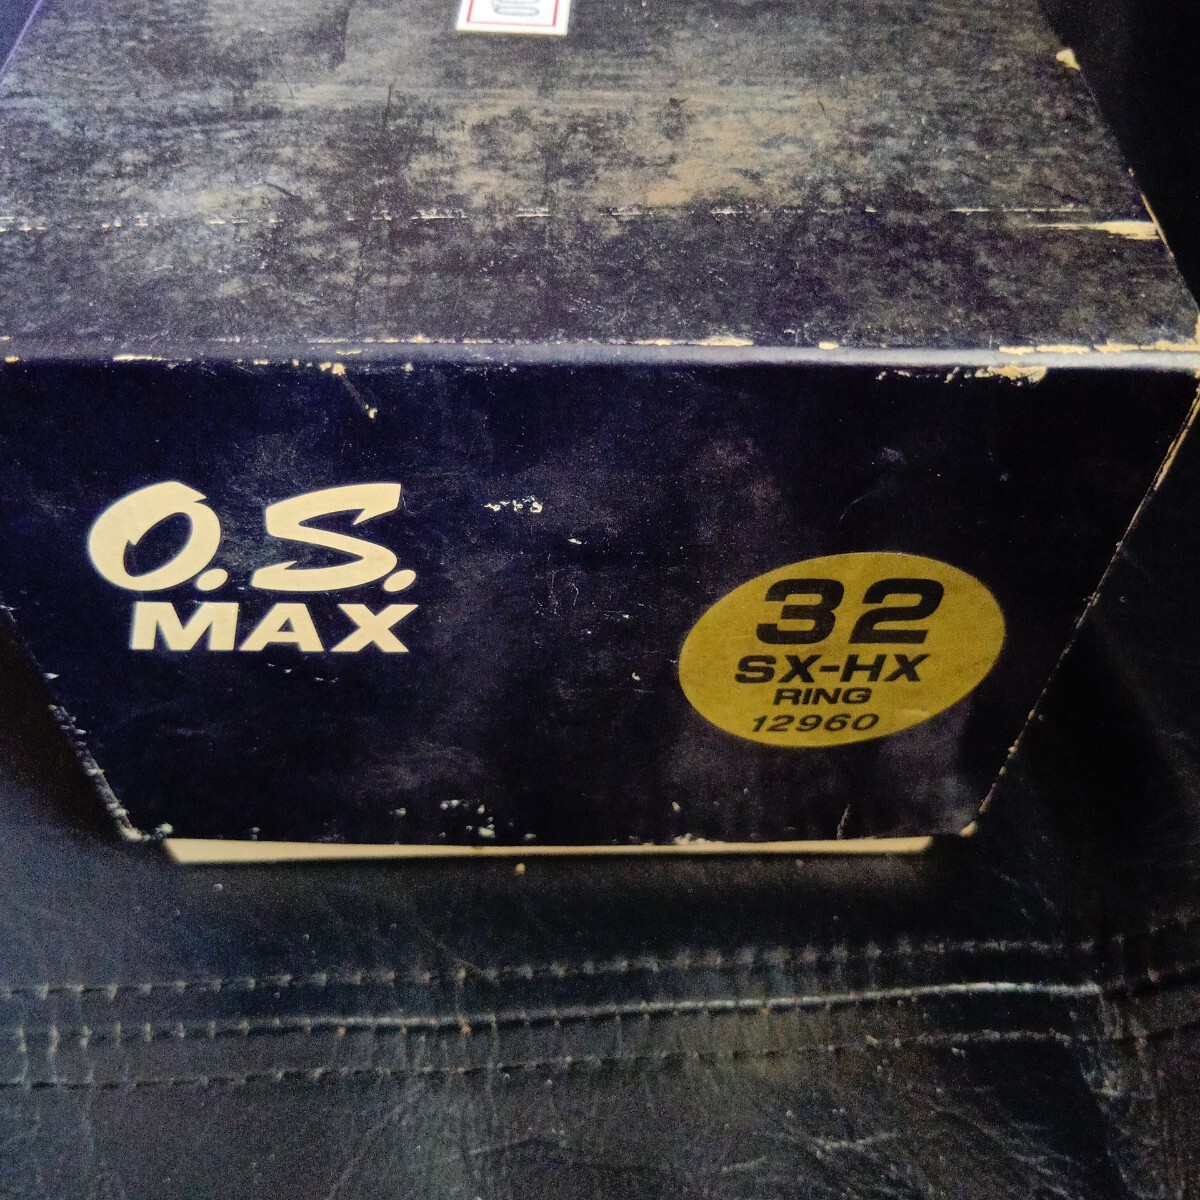 O.S.
MAX
32
SX-HX
RING
12960